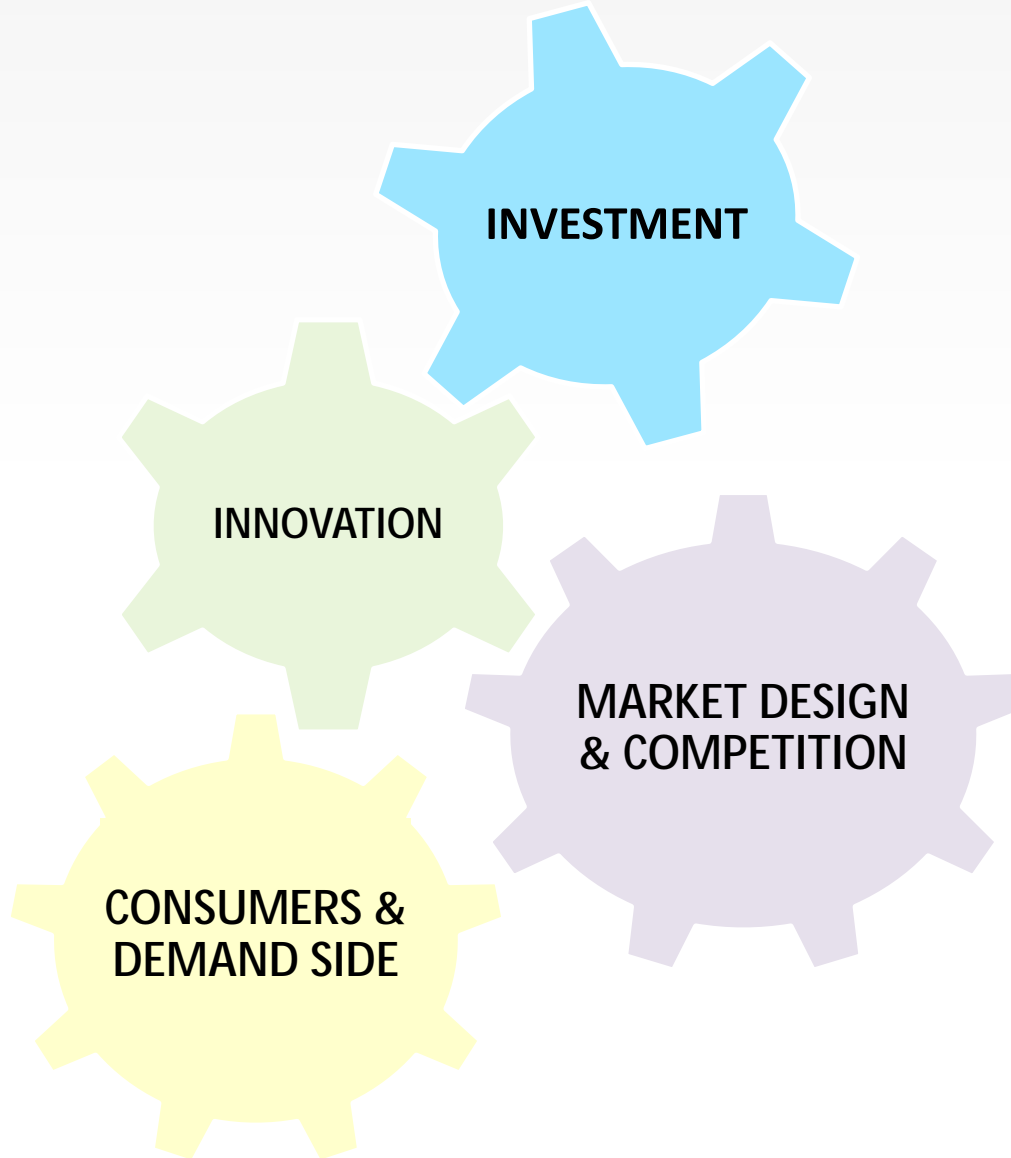 INVESTMENT
INNOVATION
MARKET DESIGN
& COMPETITION
CONSUMERS &
DEMAND SIDE